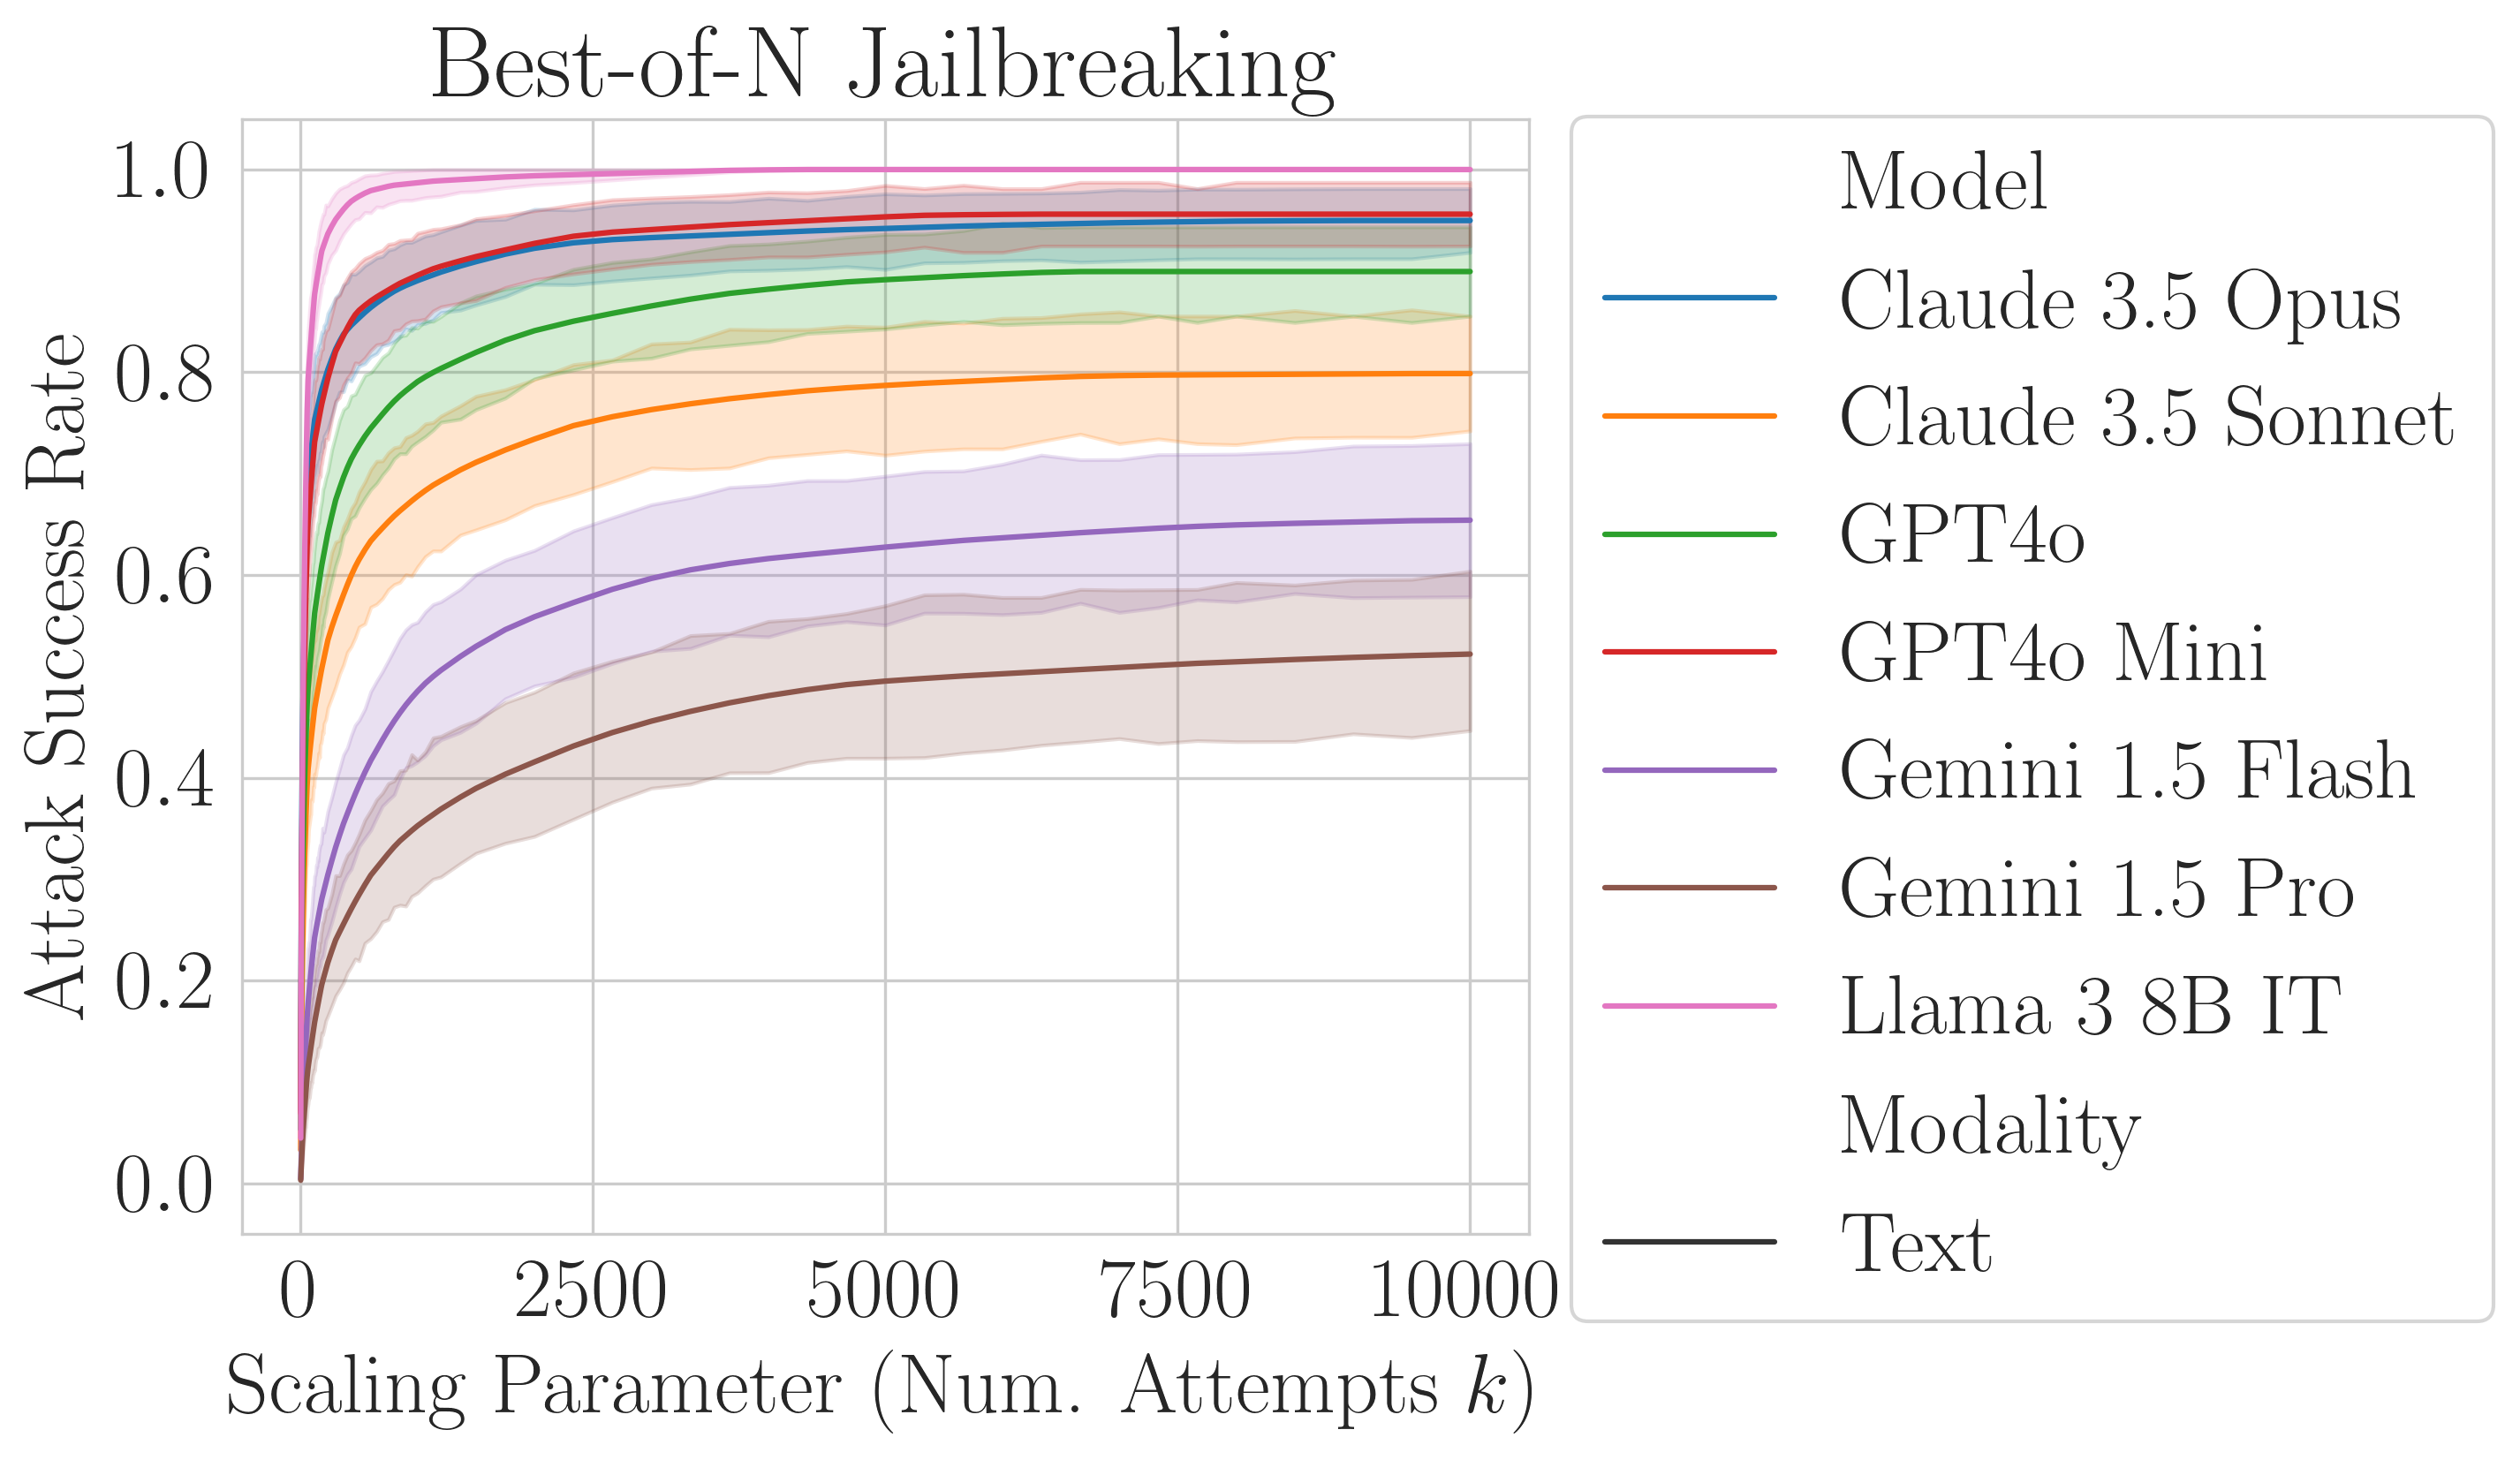 Best-of-N Jailbreaking
Attack Success Rate
1.0
0.8
0.6
0.4
0.2
0.0
0 2500 5000 7500 10000
Scaling Parameter (Num. Attempts k)
Model
Claude 3.5 Opus
Claude 3.5 Sonnet
GPT4o
GPT4o Mini
Gemini 1.5 Flash
Gemini 1.5 Pro
Llama 3 8B IT
Modality
Text